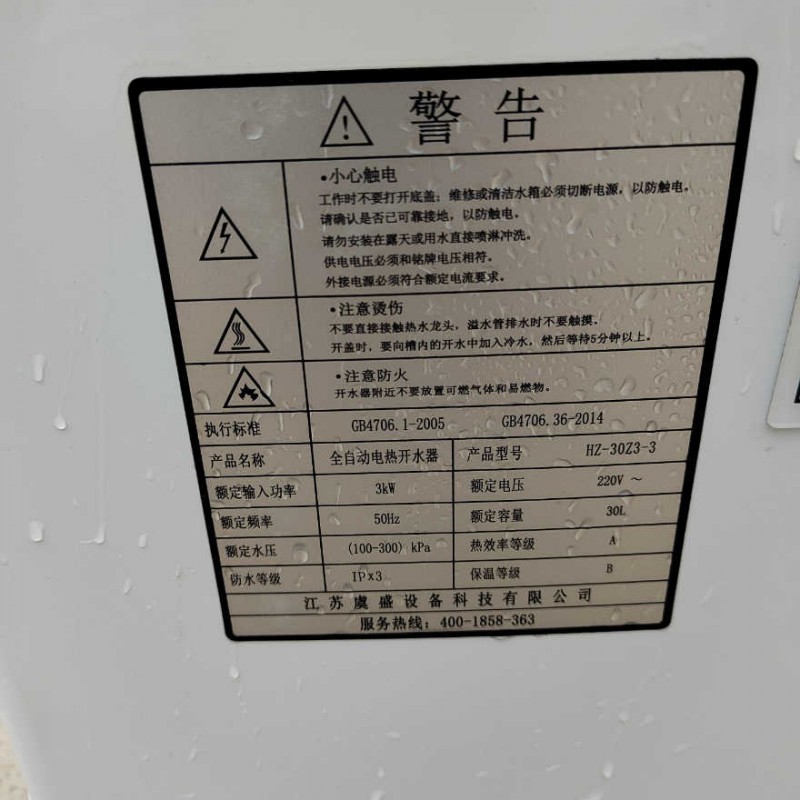 警告
•小心触电
工作时不要打开底盖；维修或清洁水箱必须切断电源，以防触电。
请确认是否已可靠接地，以防触电。
请勿安装在露天或用水直接喷淋冲洗。
供电电压必须和铭牌电压相符。
外接电源必须符合额定电流要求。
•注意烫伤
不要直接接触热水龙头，溢水管排水时不要触摸。
开盖时，要向槽内的开水中加入冷水，然后等待5分钟以上。
•注意防火
开水器附近不要放置可燃气体和易燃物。
执行标准 GB4706.1-2005 GB4706.36-2014
产品名称 全自动电热开水器 产品型号 HZ-30Z3-3
额定输入功率 3kW 额定电压 220V ～
额定频率 50Hz 额定容量 30L
额定水压 (100-300) kPa 热效率等级 A
防水等级 IPx3 保温等级 B
江苏虞盛设备科技有限公司
服务热线：400-1858-363